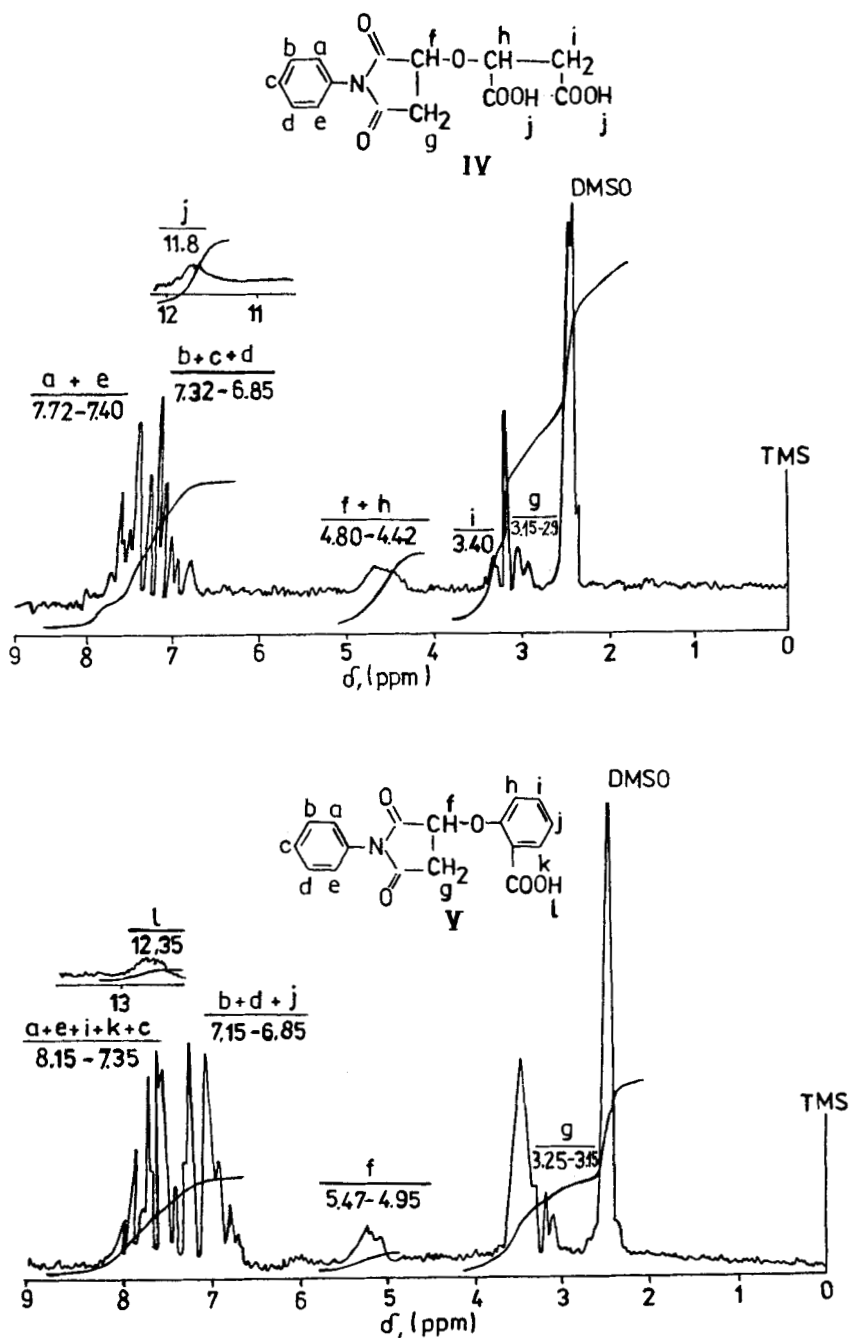 O
f
h
i
b
a
CH-O-CH
CH2
c
N
COOH
COOH
d
e
CH2
j
j
O
g
IV
DMSO
j
11.8
12
11
a + e
7.72-7.40
b+c+d
7.32-6.85
f + h
4.80-4.42
i
3.40
g
3.15-2.9
TMS
9 8 7 6 5 4 3 2 1 0
δ, (ppm)
DMSO
O
f
h
i
b
a
CH-O
j
c
N
k
d
e
CH2
COOH
O
g
l
V
l
12,35
13
a+e+i+k+c
8.15-7.35
b+d+j
7.15-6.85
f
5.47-4.95
g
3.25-3.15
TMS
9 8 7 6 5 4 3 2 1 0
δ, (ppm)